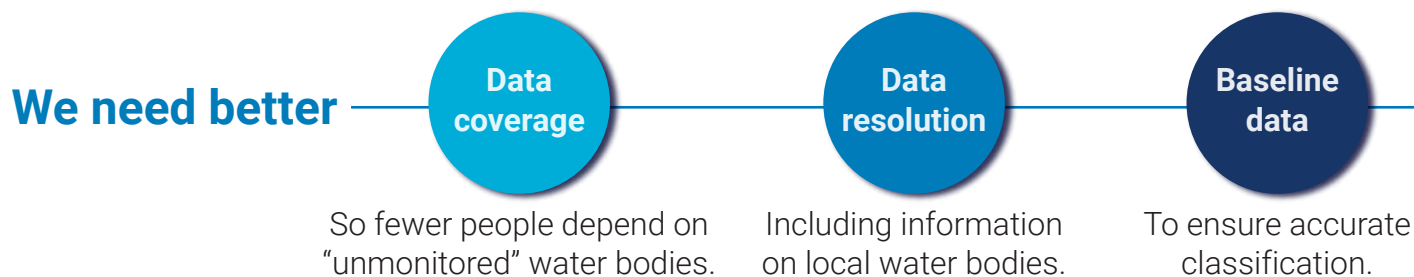 We need better
Data
coverage
So fewer people depend on
“unmonitored” water bodies.
Data
resolution
Including information
on local water bodies.
Baseline
data
To ensure accurate
classification.